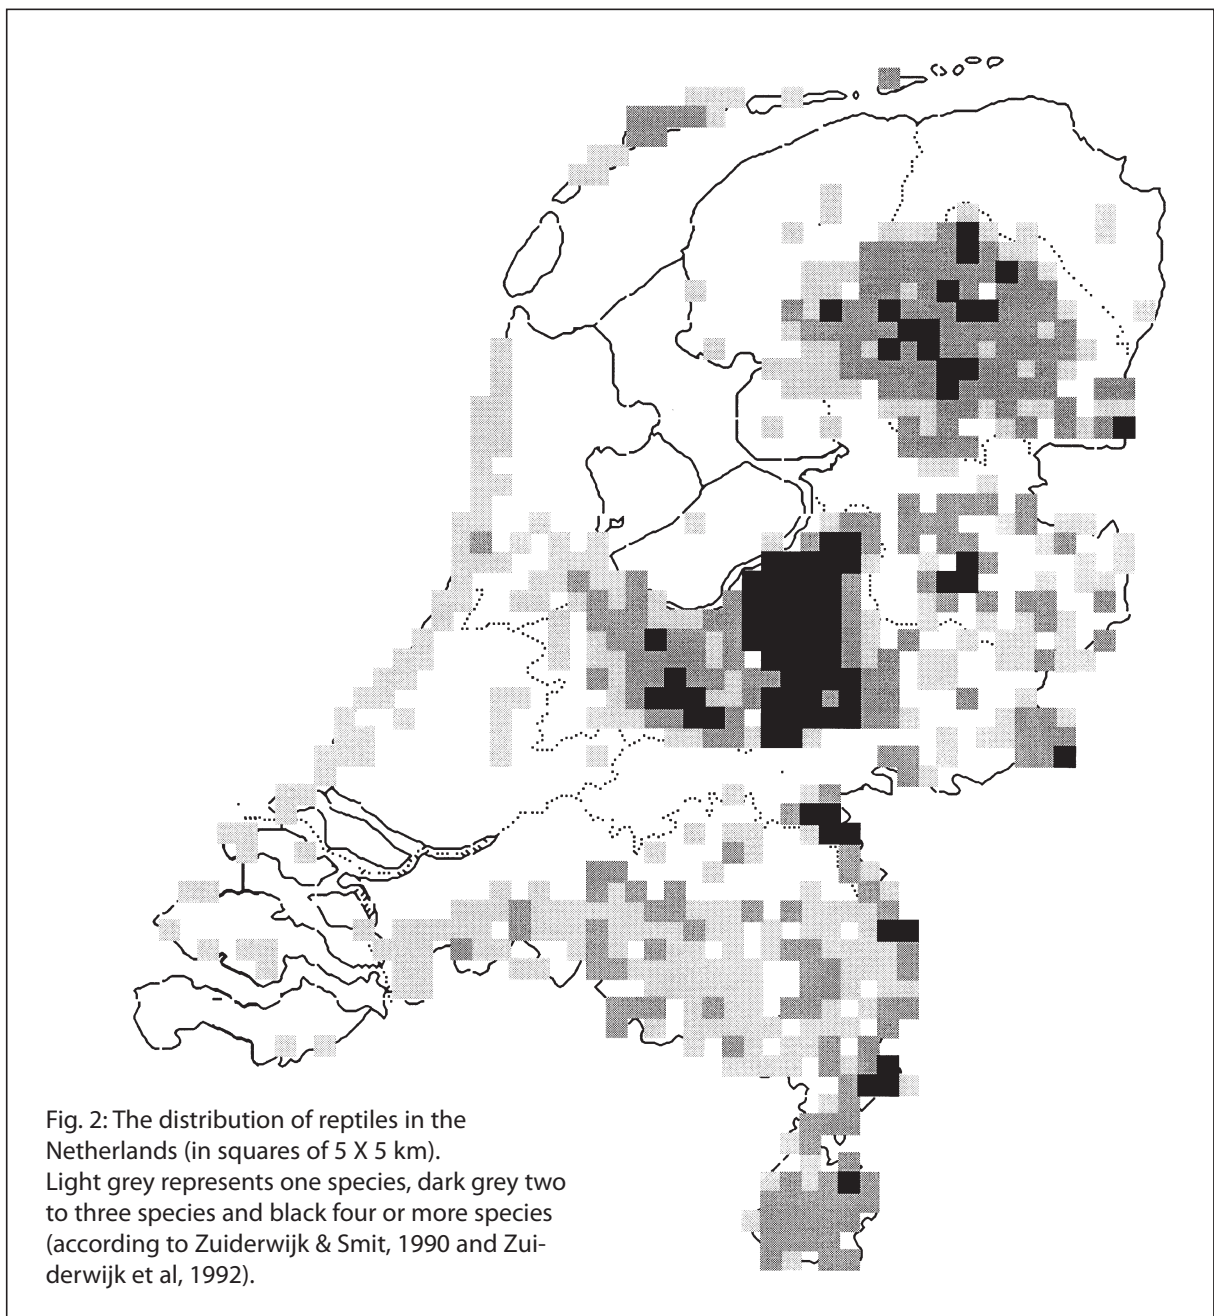 Fig. 2: The distribution of reptiles in the
Netherlands (in squares of 5 X 5 km).
Light grey represents one species, dark grey two
to three species and black four or more species
(according to Zuiderwijk & Smit, 1990 and Zui-
derwijk et al, 1992).